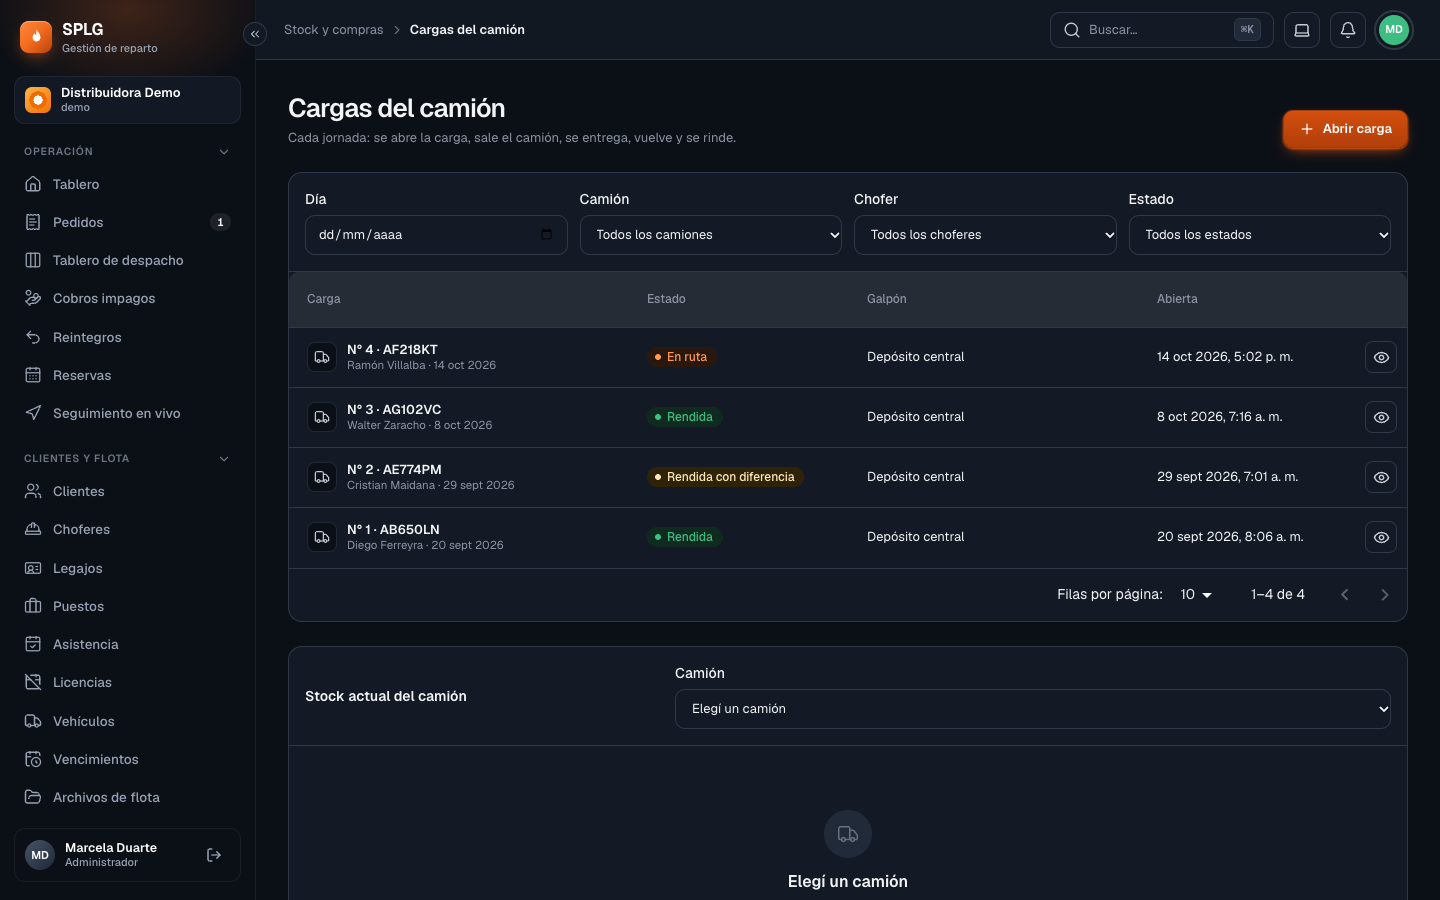 SPLG
Gestión de reparto
Distribuidora Demo
demo
OPERACIÓN
Tablero
Pedidos 1
Tablero de despacho
Cobros impagos
Reintegros
Reservas
Seguimiento en vivo
CLIENTES Y FLOTA
Clientes
Choferes
Legajos
Puestos
Asistencia
Licencias
Vehículos
Vencimientos
Archivos de flota
MD
Marcela Duarte
Administrador
Stock y compras > Cargas del camión
Buscar... ⌘K
MD
Cargas del camión
Cada jornada: se abre la carga, sale el camión, se entrega, vuelve y se rinde.
+ Abrir carga
Día Camión Chofer Estado
dd/mm/aaaa Todos los camiones Todos los choferes Todos los estados
Carga Estado Galpón Abierta
N° 4 · AF218KT
Ramón Villalba · 14 oct 2026
En ruta Depósito central 14 oct 2026, 5:02 p. m.
N° 3 · AG102VC
Walter Zaracho · 8 oct 2026
Rendida Depósito central 8 oct 2026, 7:16 a. m.
N° 2 · AE774PM
Cristian Maidana · 29 sept 2026
Rendida con diferencia Depósito central 29 sept 2026, 7:01 a. m.
N° 1 · AB650LN
Diego Ferreyra · 20 sept 2026
Rendida Depósito central 20 sept 2026, 8:06 a. m.
Filas por página: 10 1–4 de 4
Stock actual del camión
Camión
Elegí un camión
Elegí un camión